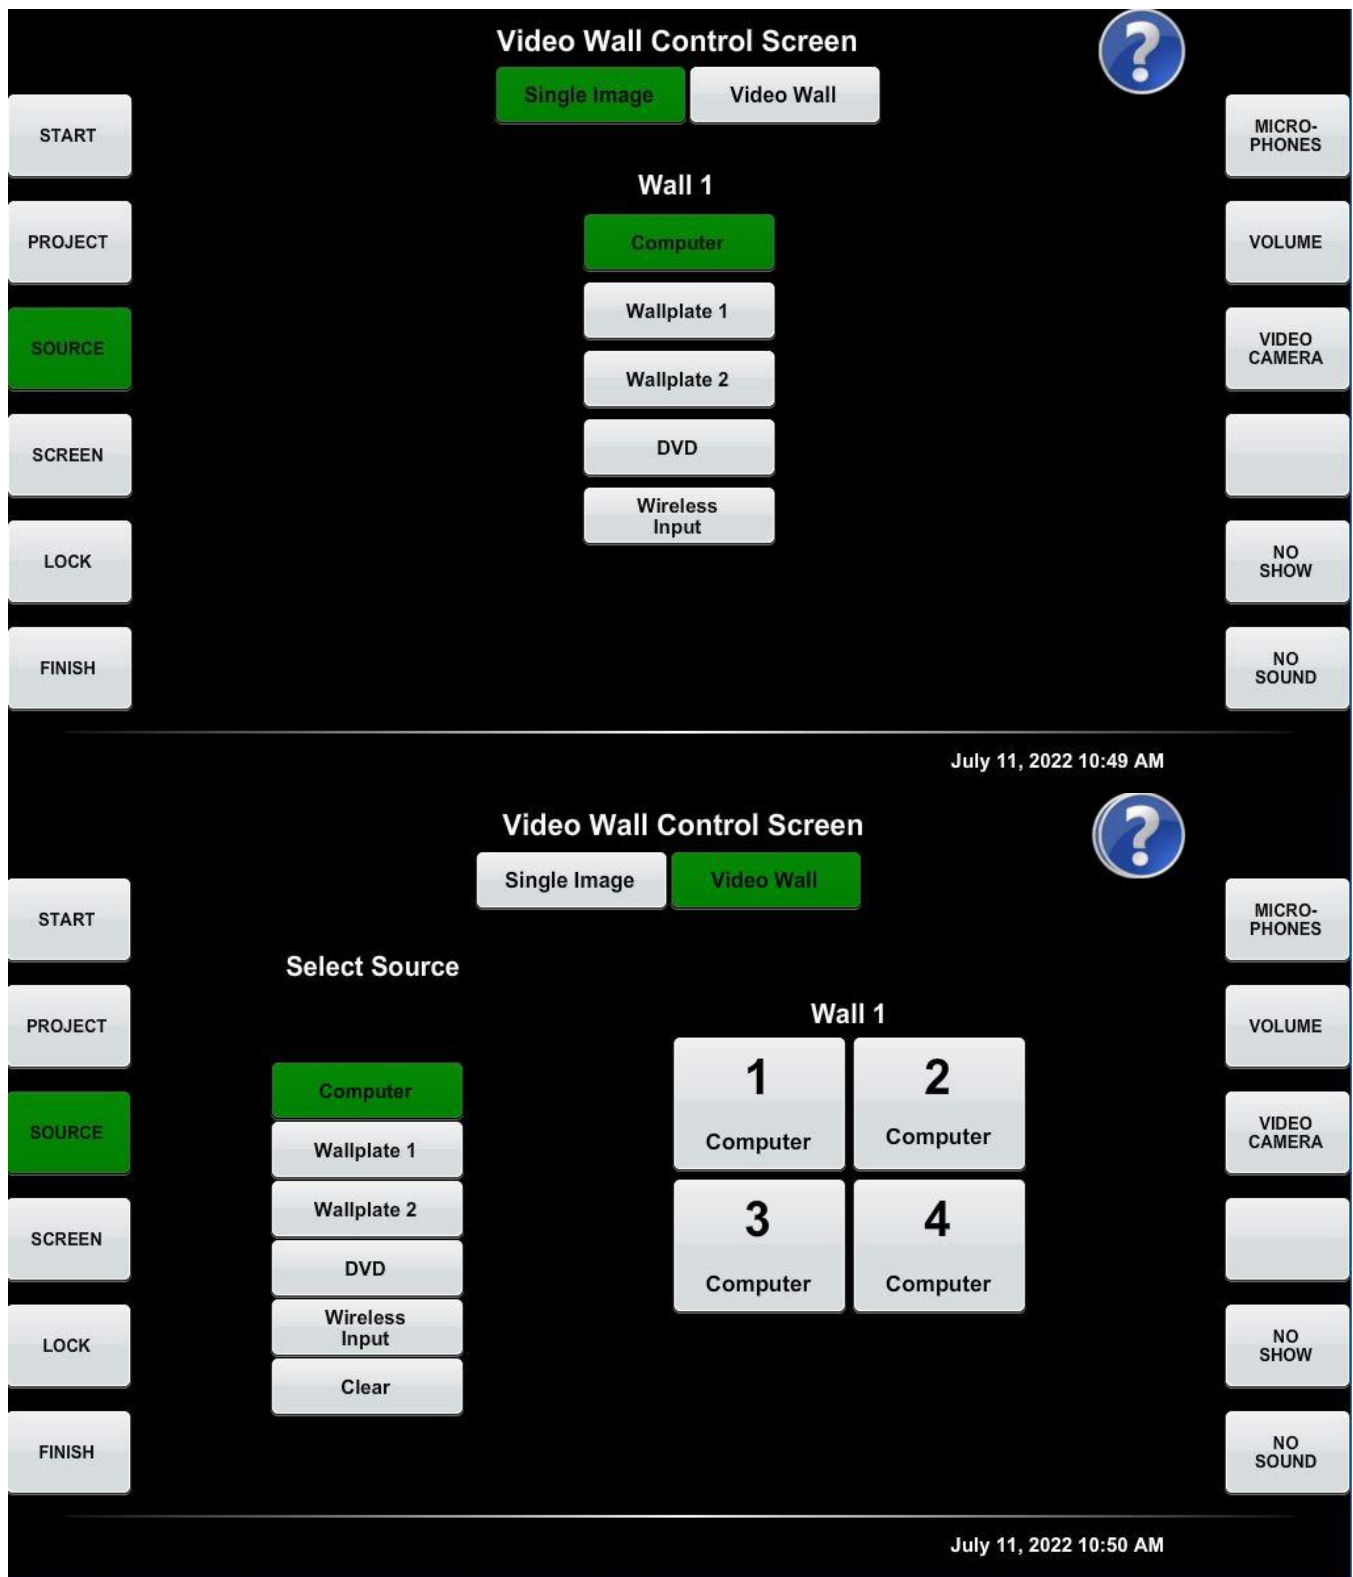 Video Wall Control Screen
?
Single Image
Video Wall
START
PROJECT
SOURCE
SCREEN
LOCK
FINISH
Wall 1
Computer
Wallplate 1
Wallplate 2
DVD
Wireless
Input
MICRO-
PHONES
VOLUME
VIDEO
CAMERA
NO
SHOW
NO
SOUND
July 11, 2022 10:49 AM
Video Wall Control Screen
?
Single Image
Video Wall
START
PROJECT
SOURCE
SCREEN
LOCK
FINISH
Select Source
Computer
Wallplate 1
Wallplate 2
DVD
Wireless
Input
Clear
Wall 1
1
Computer
2
Computer
3
Computer
4
Computer
MICRO-
PHONES
VOLUME
VIDEO
CAMERA
NO
SHOW
NO
SOUND
July 11, 2022 10:50 AM